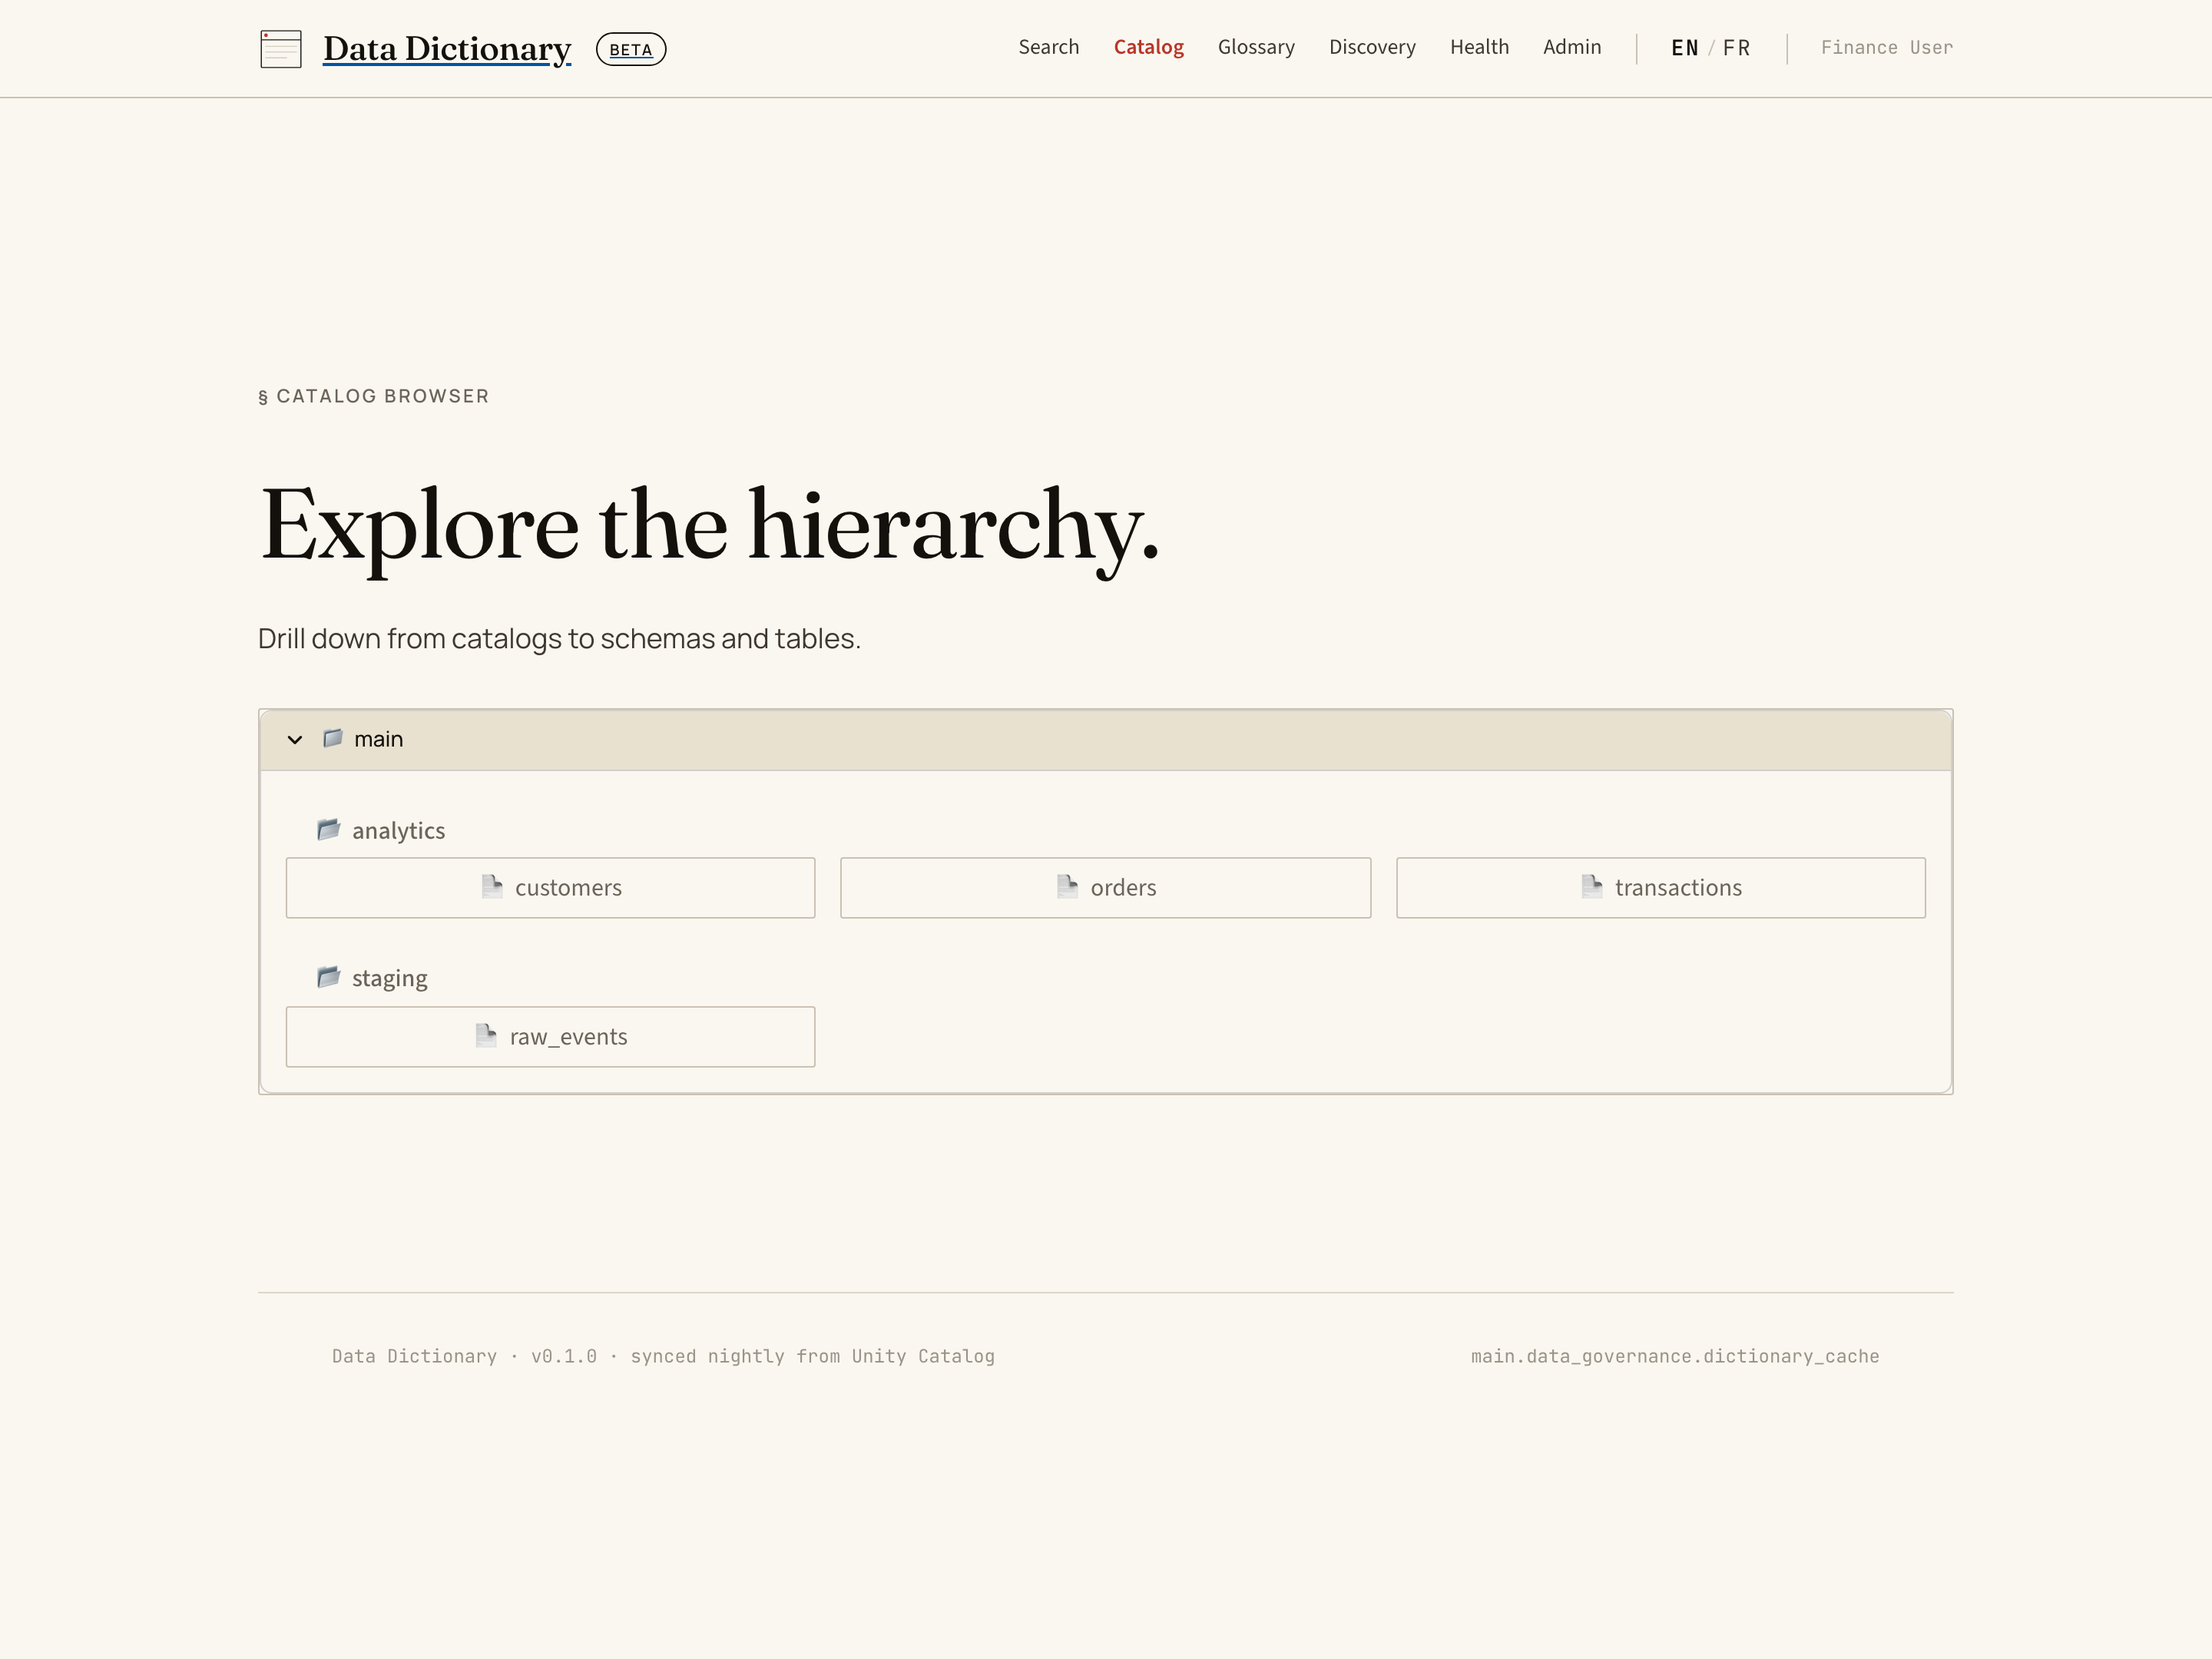 Data Dictionary BETA Search Catalog Glossary Discovery Health Admin EN / FR Finance User
§ CATALOG BROWSER
Explore the hierarchy.
Drill down from catalogs to schemas and tables.
main
analytics
customers orders transactions
staging
raw_events
Data Dictionary · v0.1.0 · synced nightly from Unity Catalog main.data_governance.dictionary_cache